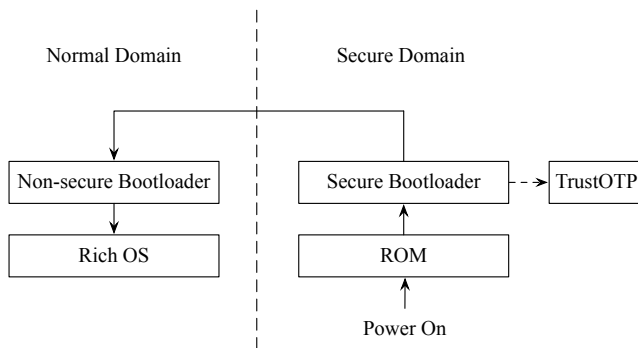 Normal Domain
Secure Domain
Non-secure Bootloader
Secure Bootloader
TrustOTP
Rich OS
ROM
Power On